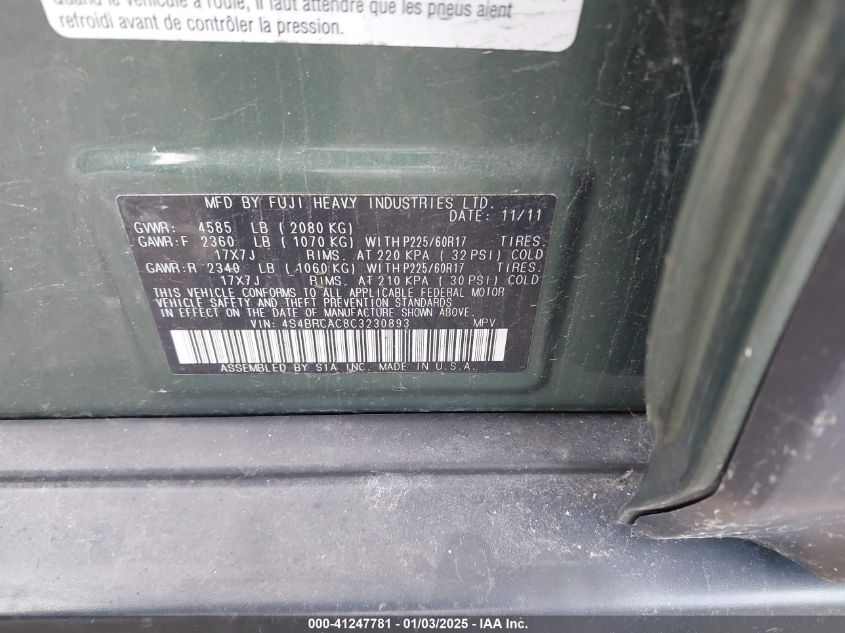 Quand le véhicule a roulé, il faut attendre que les pneus aient
refroidi avant de contrôler la pression.
MFD BY FUJI HEAVY INDUSTRIES LTD.
DATE: 11/11
GVWR: 4585 LB ( 2080 KG)
GAWR:F 2360 LB ( 1070 KG) WITH P225/60R17 TIRES.
17X7J RIMS. AT 220 KPA ( 32 PSI) COLD
GAWR:R 2340 LB ( 1060 KG) WITH P225/60R17 TIRES.
17X7J RIMS. AT 210 KPA ( 30 PSI) COLD
THIS VEHICLE CONFORMS TO ALL APPLICABLE FEDERAL MOTOR
VEHICLE SAFETY AND THEFT PREVENTION STANDARDS
IN EFFECT ON THE DATE OF MANUFACTURE SHOWN ABOVE.
VIN: 4S4BRCAC8C3230893 MPV
ASSEMBLED BY SIA INC. MADE IN U.S.A.
000-41247781 - 01/03/2025 - IAA Inc.